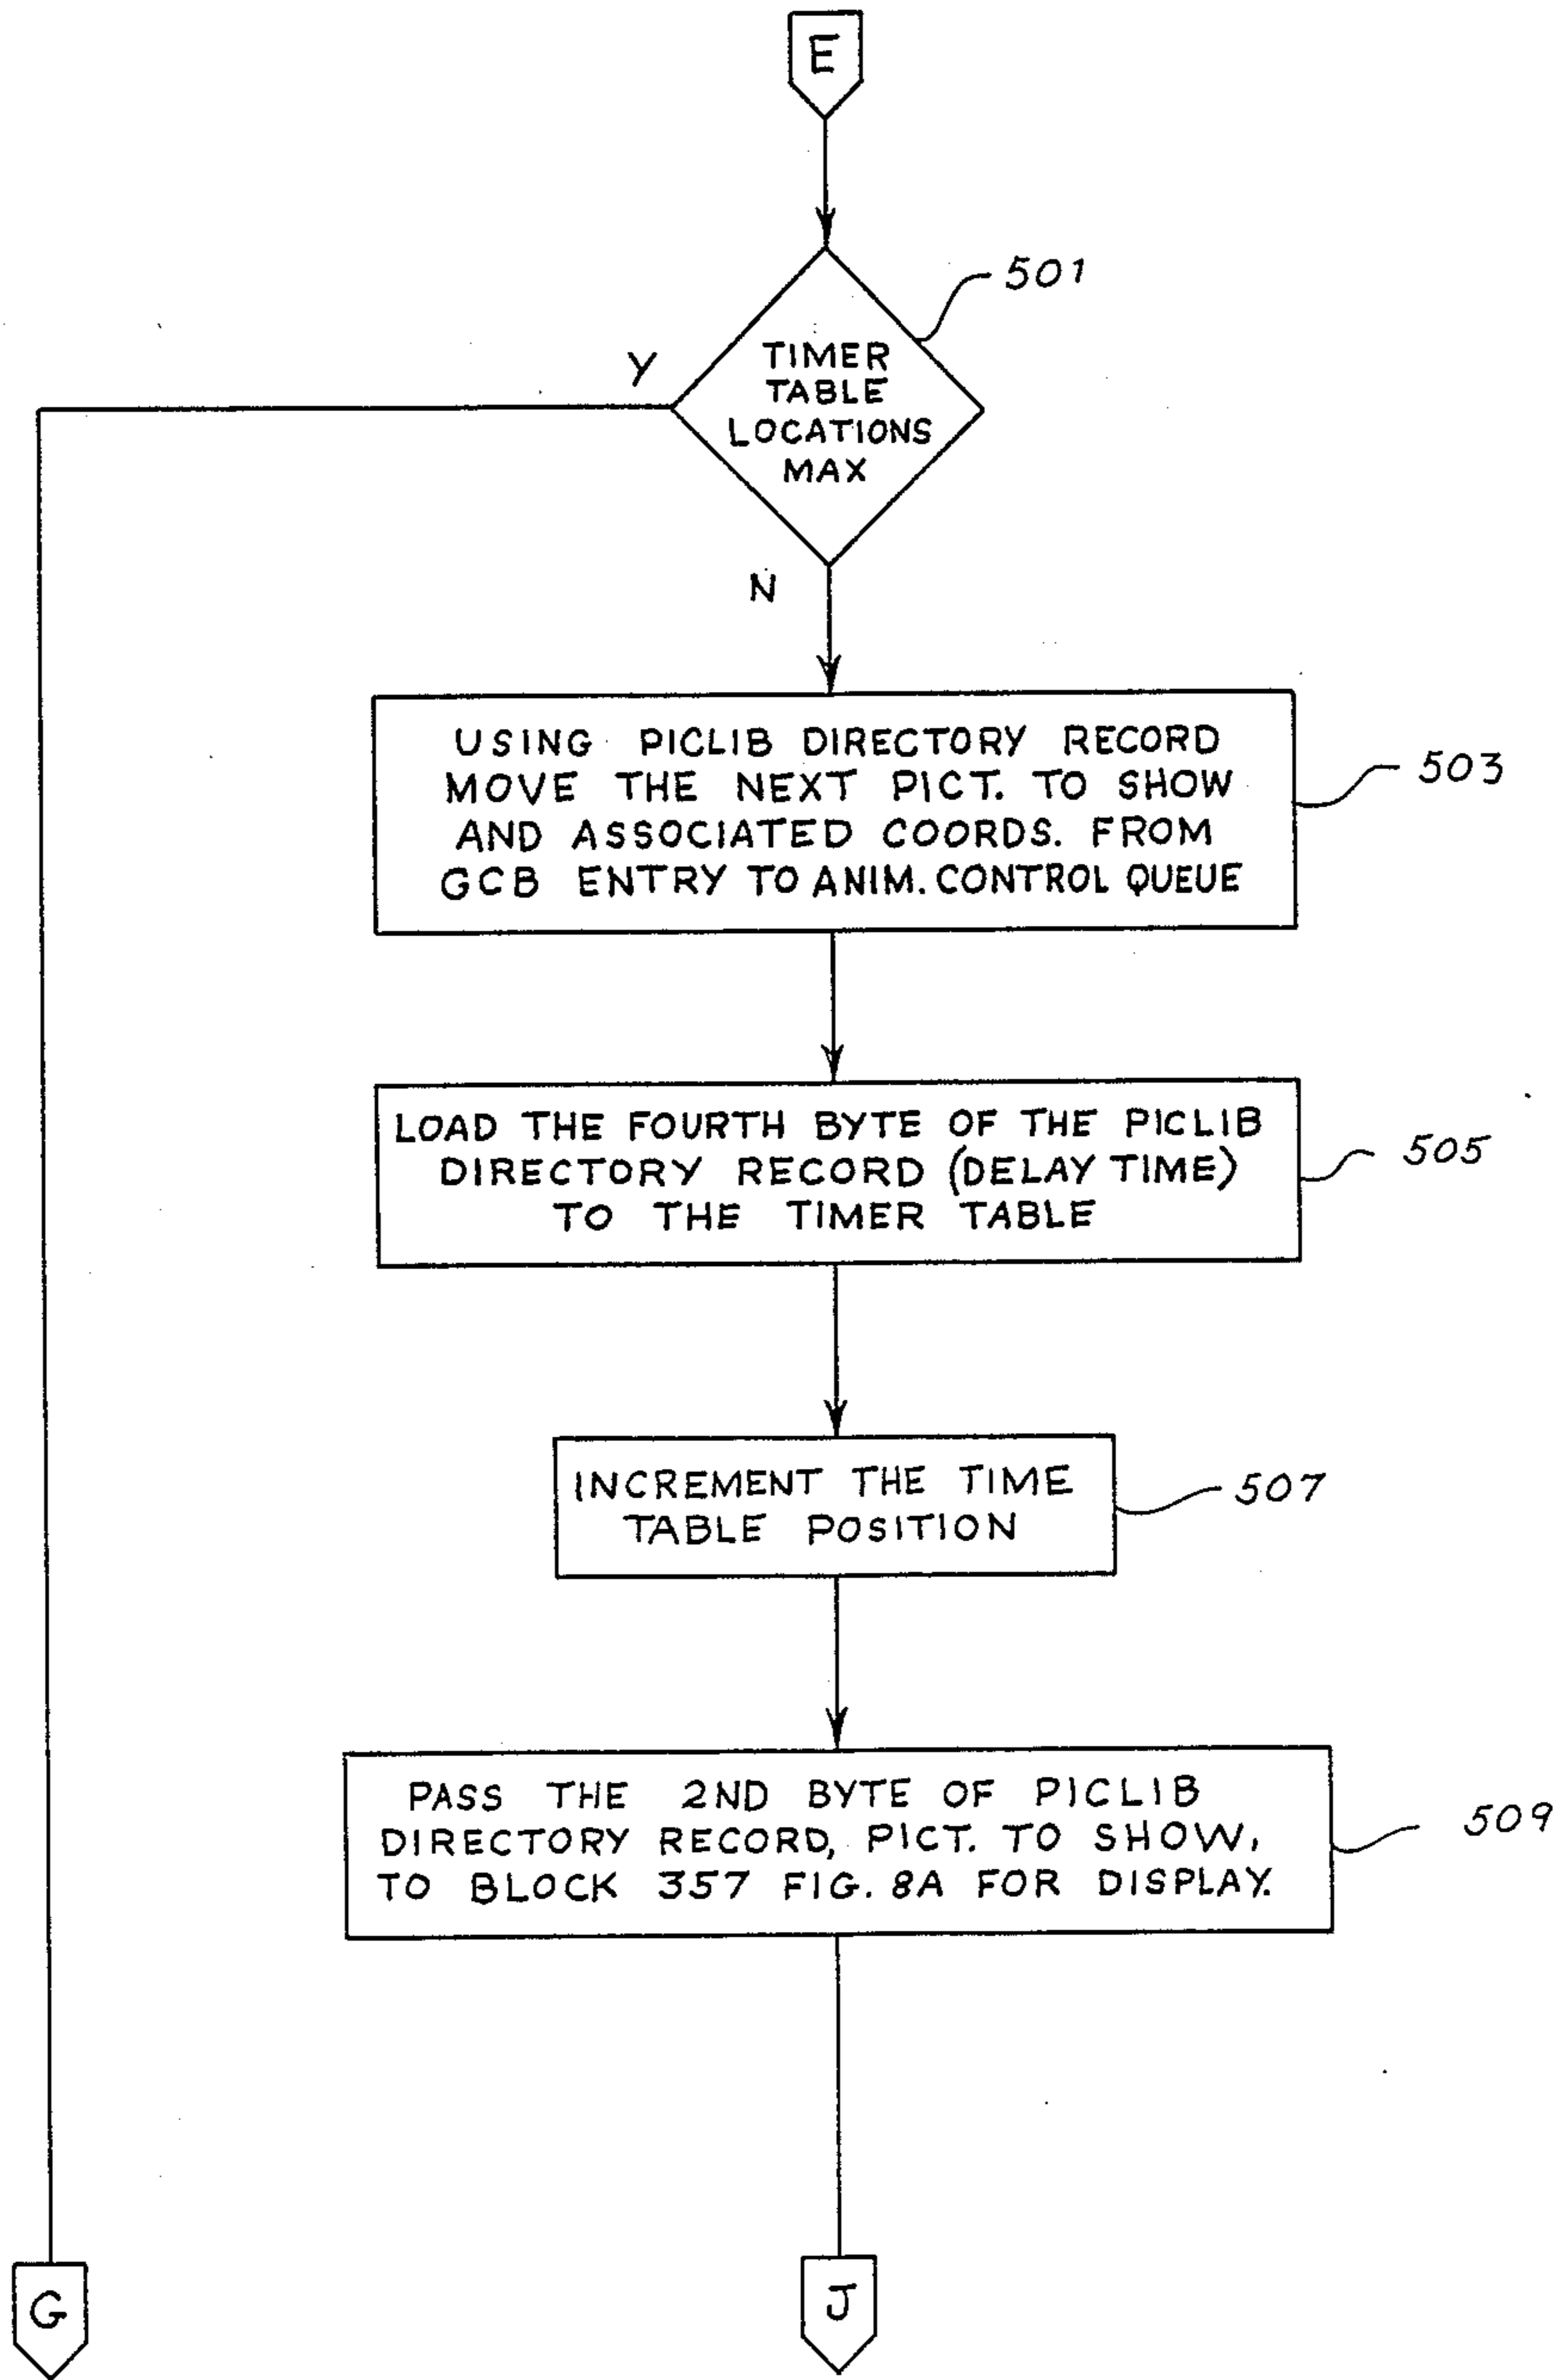 E
501
TIMER
TABLE
LOCATIONS
MAX
Y
N
USING PICLIB DIRECTORY RECORD
MOVE THE NEXT PICT. TO SHOW
AND ASSOCIATED COORDS. FROM
GCB ENTRY TO ANIM. CONTROL QUEUE
503
LOAD THE FOURTH BYTE OF THE PICLIB
DIRECTORY RECORD (DELAY TIME)
TO THE TIMER TABLE
505
INCREMENT THE TIME
TABLE POSITION
507
PASS THE 2ND BYTE OF PICLIB
DIRECTORY RECORD, PICT. TO SHOW,
TO BLOCK 357 FIG. 8A FOR DISPLAY.
509
G
J